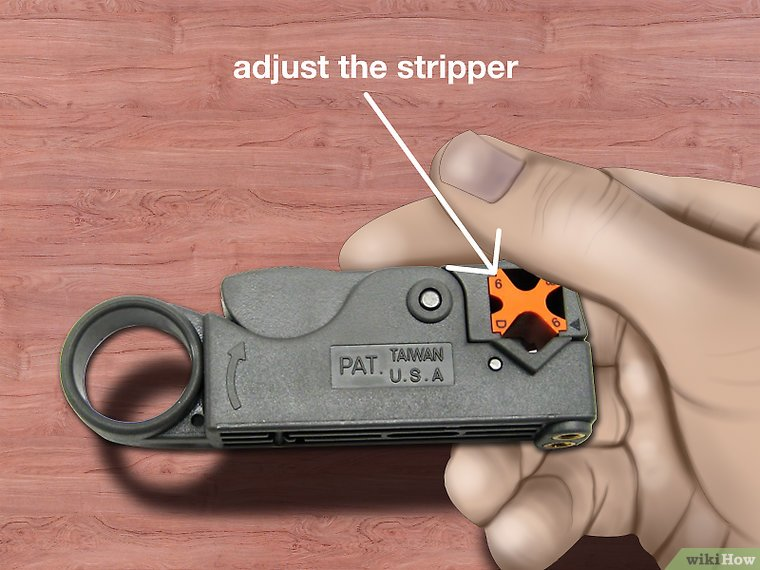 adjust the stripper
6
D
6
PAT. TAIWAN
U.S.A
wikiHow